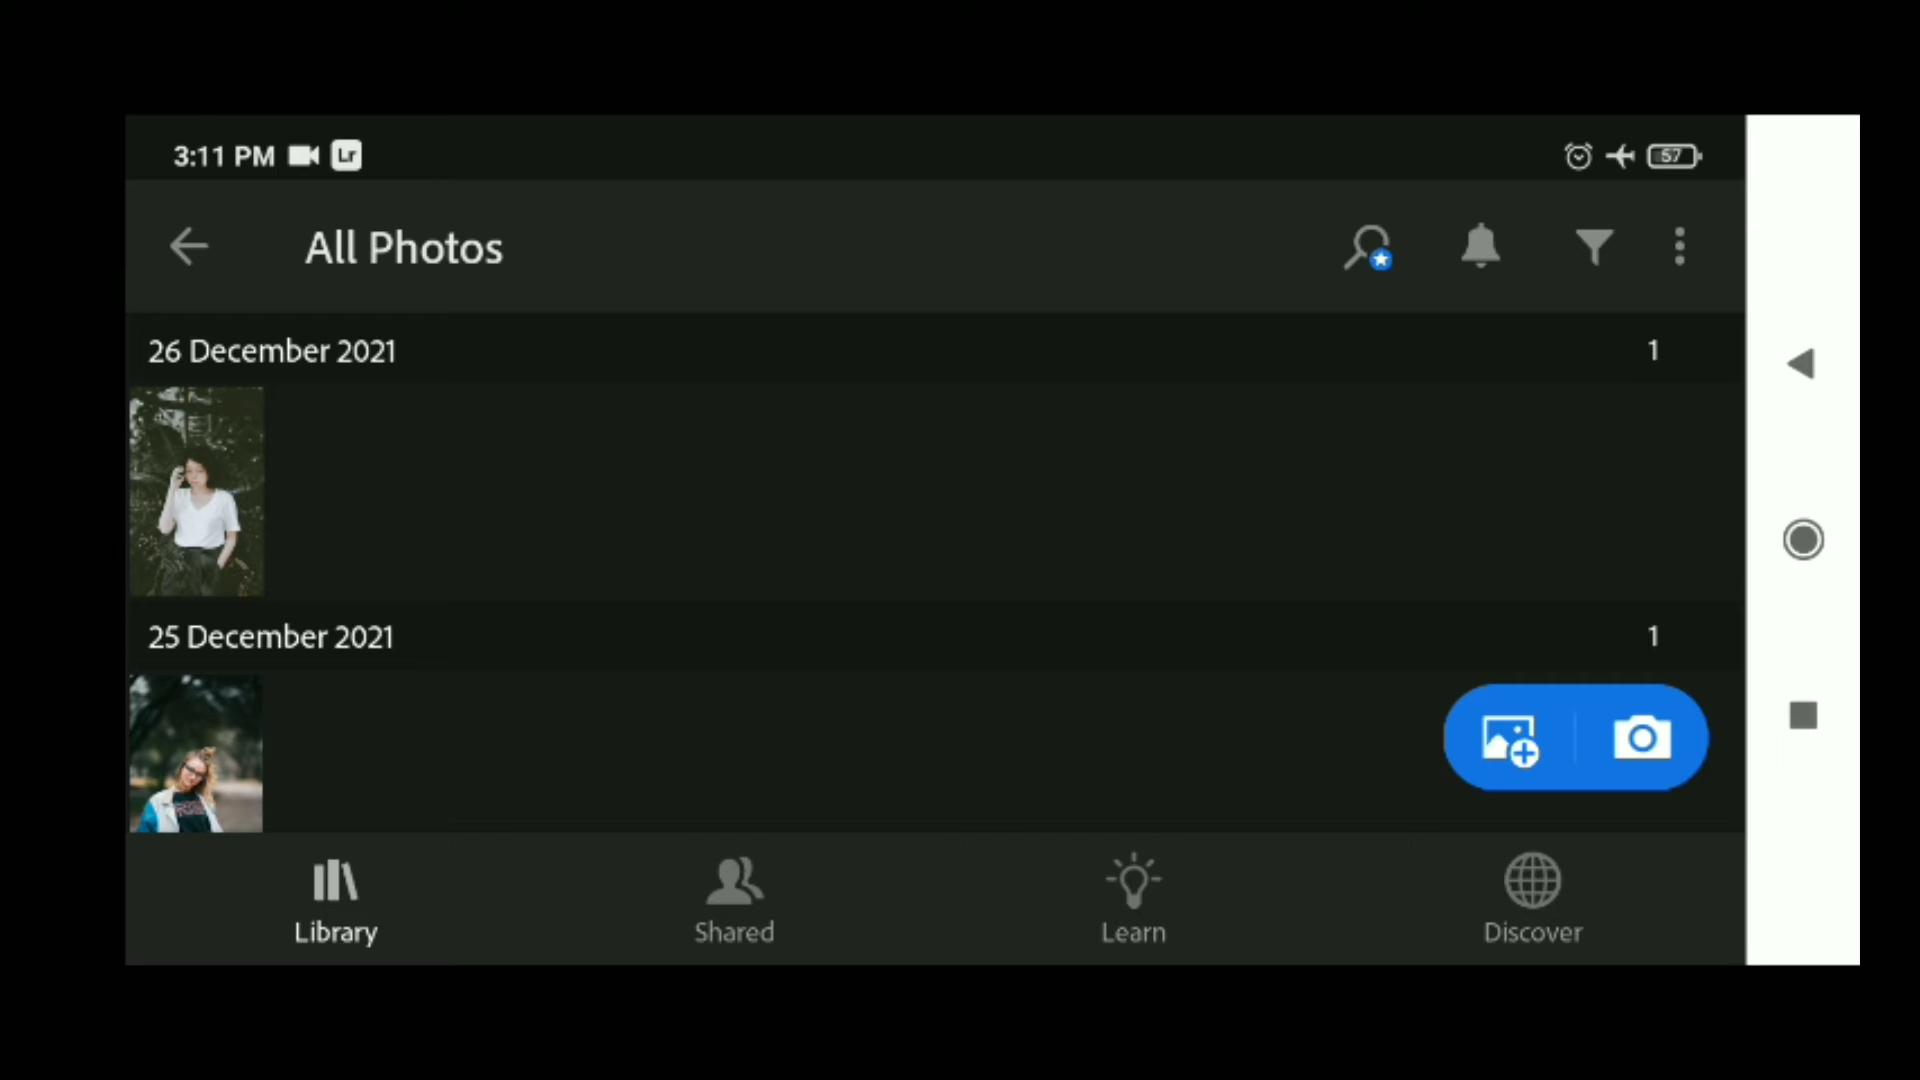 3:11 PM Lr 57
All Photos
26 December 2021 1
25 December 2021 1
Library Shared Learn Discover